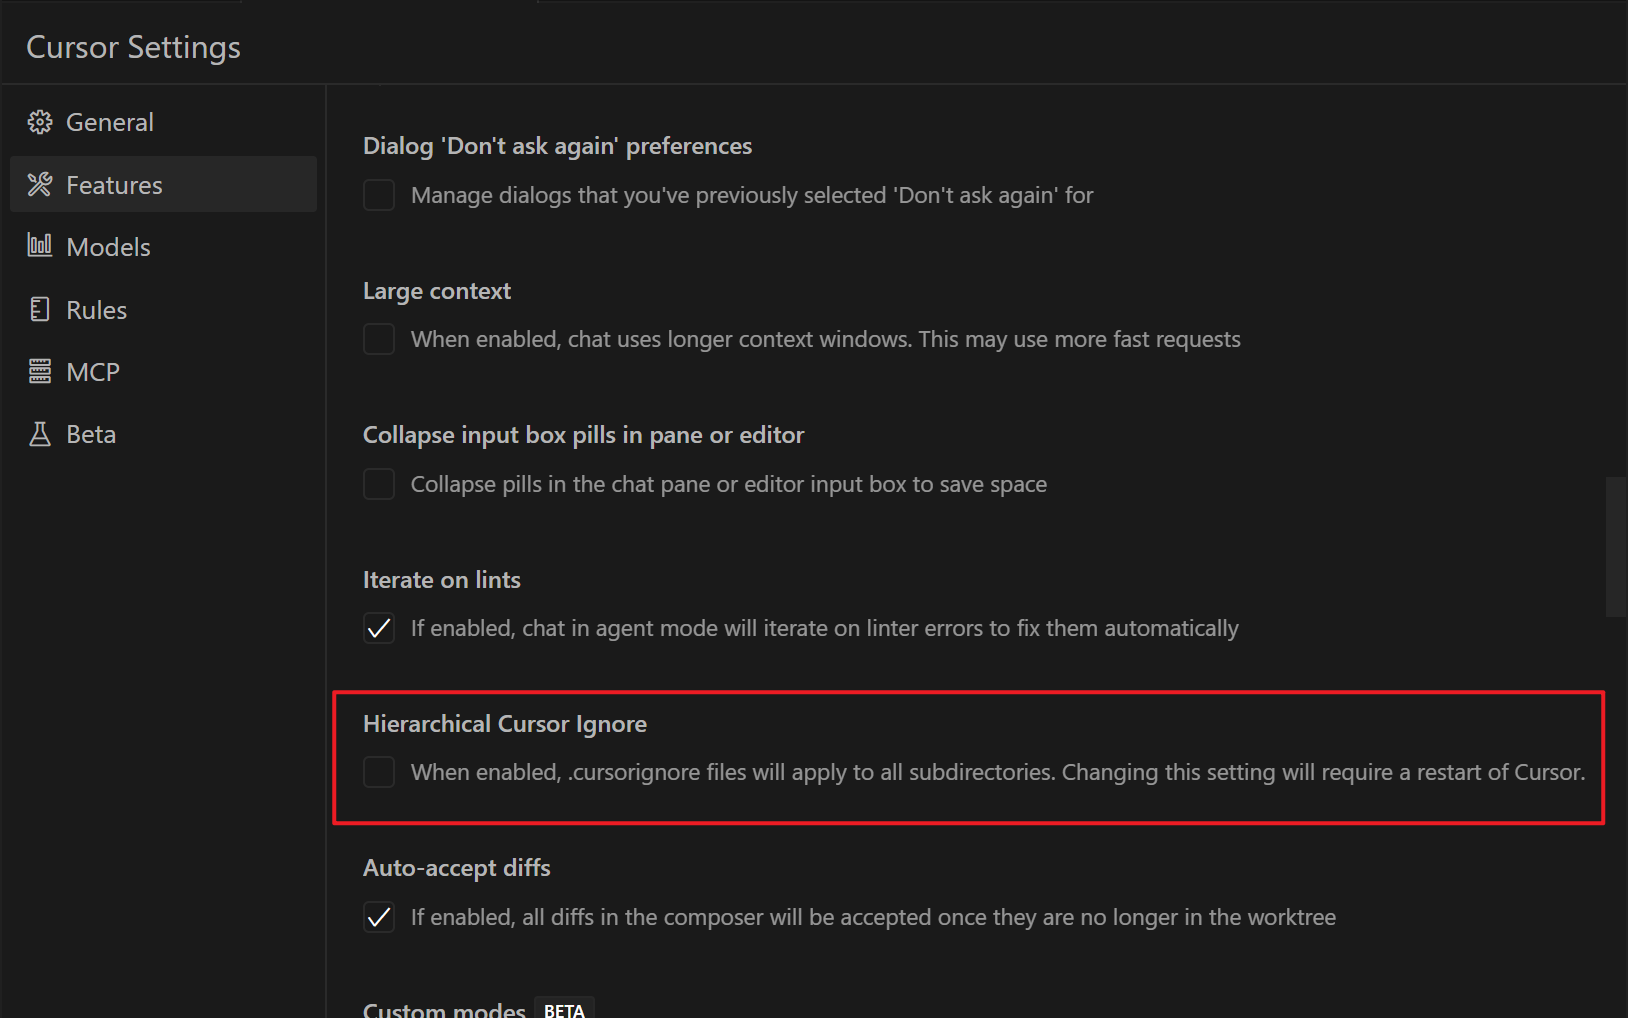 Cursor Settings
General
Features
Models
Rules
MCP
Beta
Dialog 'Don't ask again' preferences
Manage dialogs that you've previously selected 'Don't ask again' for
Large context
When enabled, chat uses longer context windows. This may use more fast requests
Collapse input box pills in pane or editor
Collapse pills in the chat pane or editor input box to save space
Iterate on lints
If enabled, chat in agent mode will iterate on linter errors to fix them automatically
Hierarchical Cursor Ignore
When enabled, .cursorignore files will apply to all subdirectories. Changing this setting will require a restart of Cursor.
Auto-accept diffs
If enabled, all diffs in the composer will be accepted once they are no longer in the worktree
Custom modes BETA